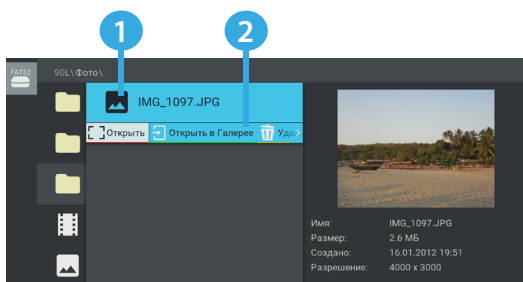 1
2
FAT32
90L\Фото\
IMG_1097.JPG
Открыть
Открыть в Галерее
Уда
Имя: IMG_1097.JPG
Размер: 2.6 МБ
Создано: 16.01.2012 19:51
Разрешение: 4000 x 3000